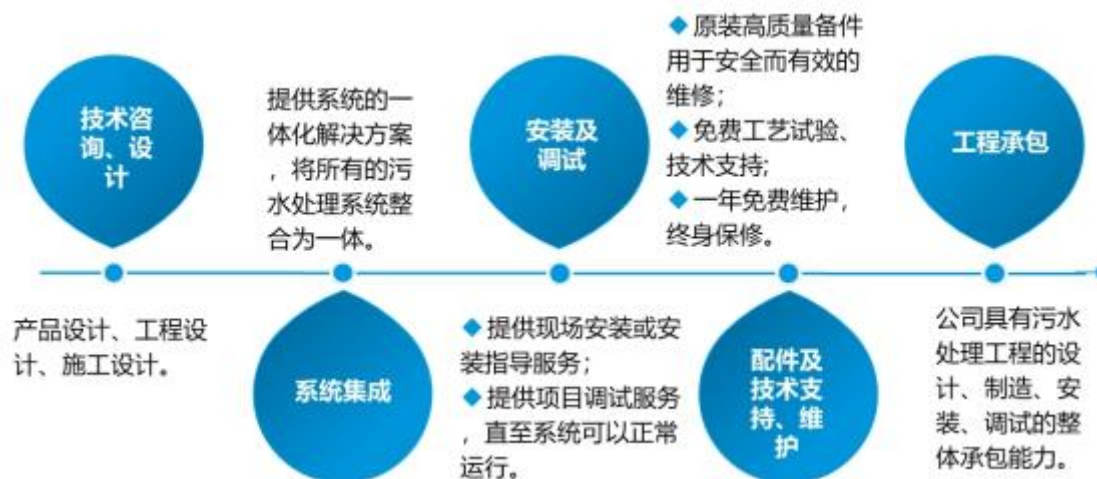 技术咨
询、设
计
产品设计、工程设
计、施工设计。
提供系统的一
体化解决方案
，将所有的污
水处理系统整
合为一体。
系统集成
安装及
调试
◆提供现场安装或安
装指导服务；
◆提供项目调试服务
，直至系统可以正常
运行。
◆原装高质量备件
用于安全而有效的
维修；
◆免费工艺试验、
技术支持;
◆一年免费维护，
终身保修。
配件及
技术支
持、维
护
工程承包
公司具有污水
处理工程的设
计、制造、安
装、调试的整
体承包能力。